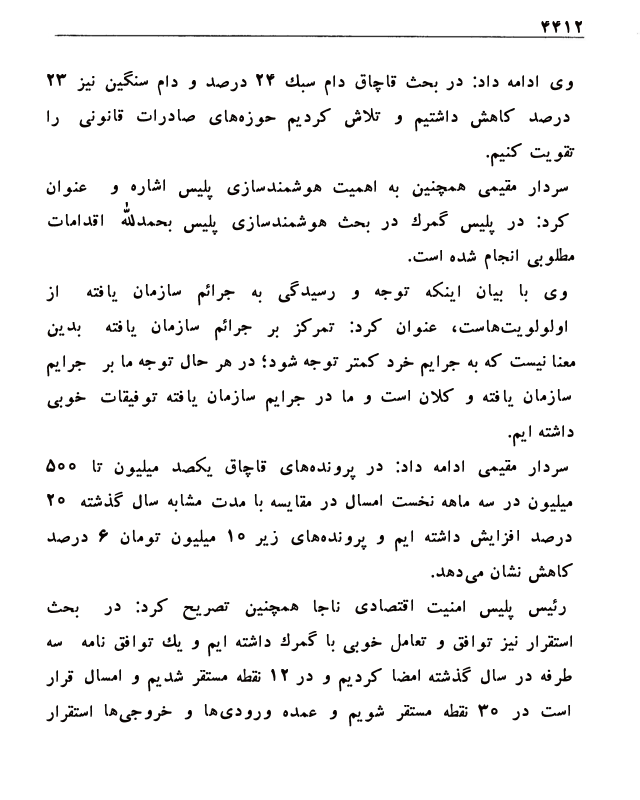 ۴۴۱۲
وی ادامه داد: در بحث قاچاق دام سبك ۲۴ درصد و دام سنگین نیز ۲۳
درصد کاهش داشتیم و تلاش کردیم حوزه‌های صادرات قانونی را
تقویت کنیم.
سردار مقیمی همچنین به اهمیت هوشمندسازی پلیس اشاره و عنوان
کرد: در پلیس گمرك در بحث هوشمندسازی پلیس بحمدلله اقدامات
مطلوبی انجام شده است.
وی با بیان اینکه توجه و رسیدگی به جرائم سازمان یافته از
اولولویت‌هاست، عنوان کرد: تمرکز بر جرائم سازمان یافته بدین
معنا نیست که به جرایم خرد کمتر توجه شود؛ در هر حال توجه ما بر جرایم
سازمان یافته و کلان است و ما در جرایم سازمان یافته توفیقات خوبی
داشته ایم.
سردار مقیمی ادامه داد: در پرونده‌های قاچاق یکصد میلیون تا ۵۰۰
میلیون در سه ماهه نخست امسال در مقایسه با مدت مشابه سال گذشته ۲۰
درصد افزایش داشته ایم و پرونده‌های زیر ۱۰ میلیون تومان ۶ درصد
کاهش نشان می‌دهد.
رئیس پلیس امنیت اقتصادی ناجا همچنین تصریح کرد: در بحث
استقرار نیز توافق و تعامل خوبی با گمرك داشته ایم و یك توافق نامه سه
طرفه در سال گذشته امضا کردیم و در ۱۲ نقطه مستقر شدیم و امسال قرار
است در ۳۰ نقطه مستقر شویم و عمده ورودی‌ها و خروجی‌ها استقرار